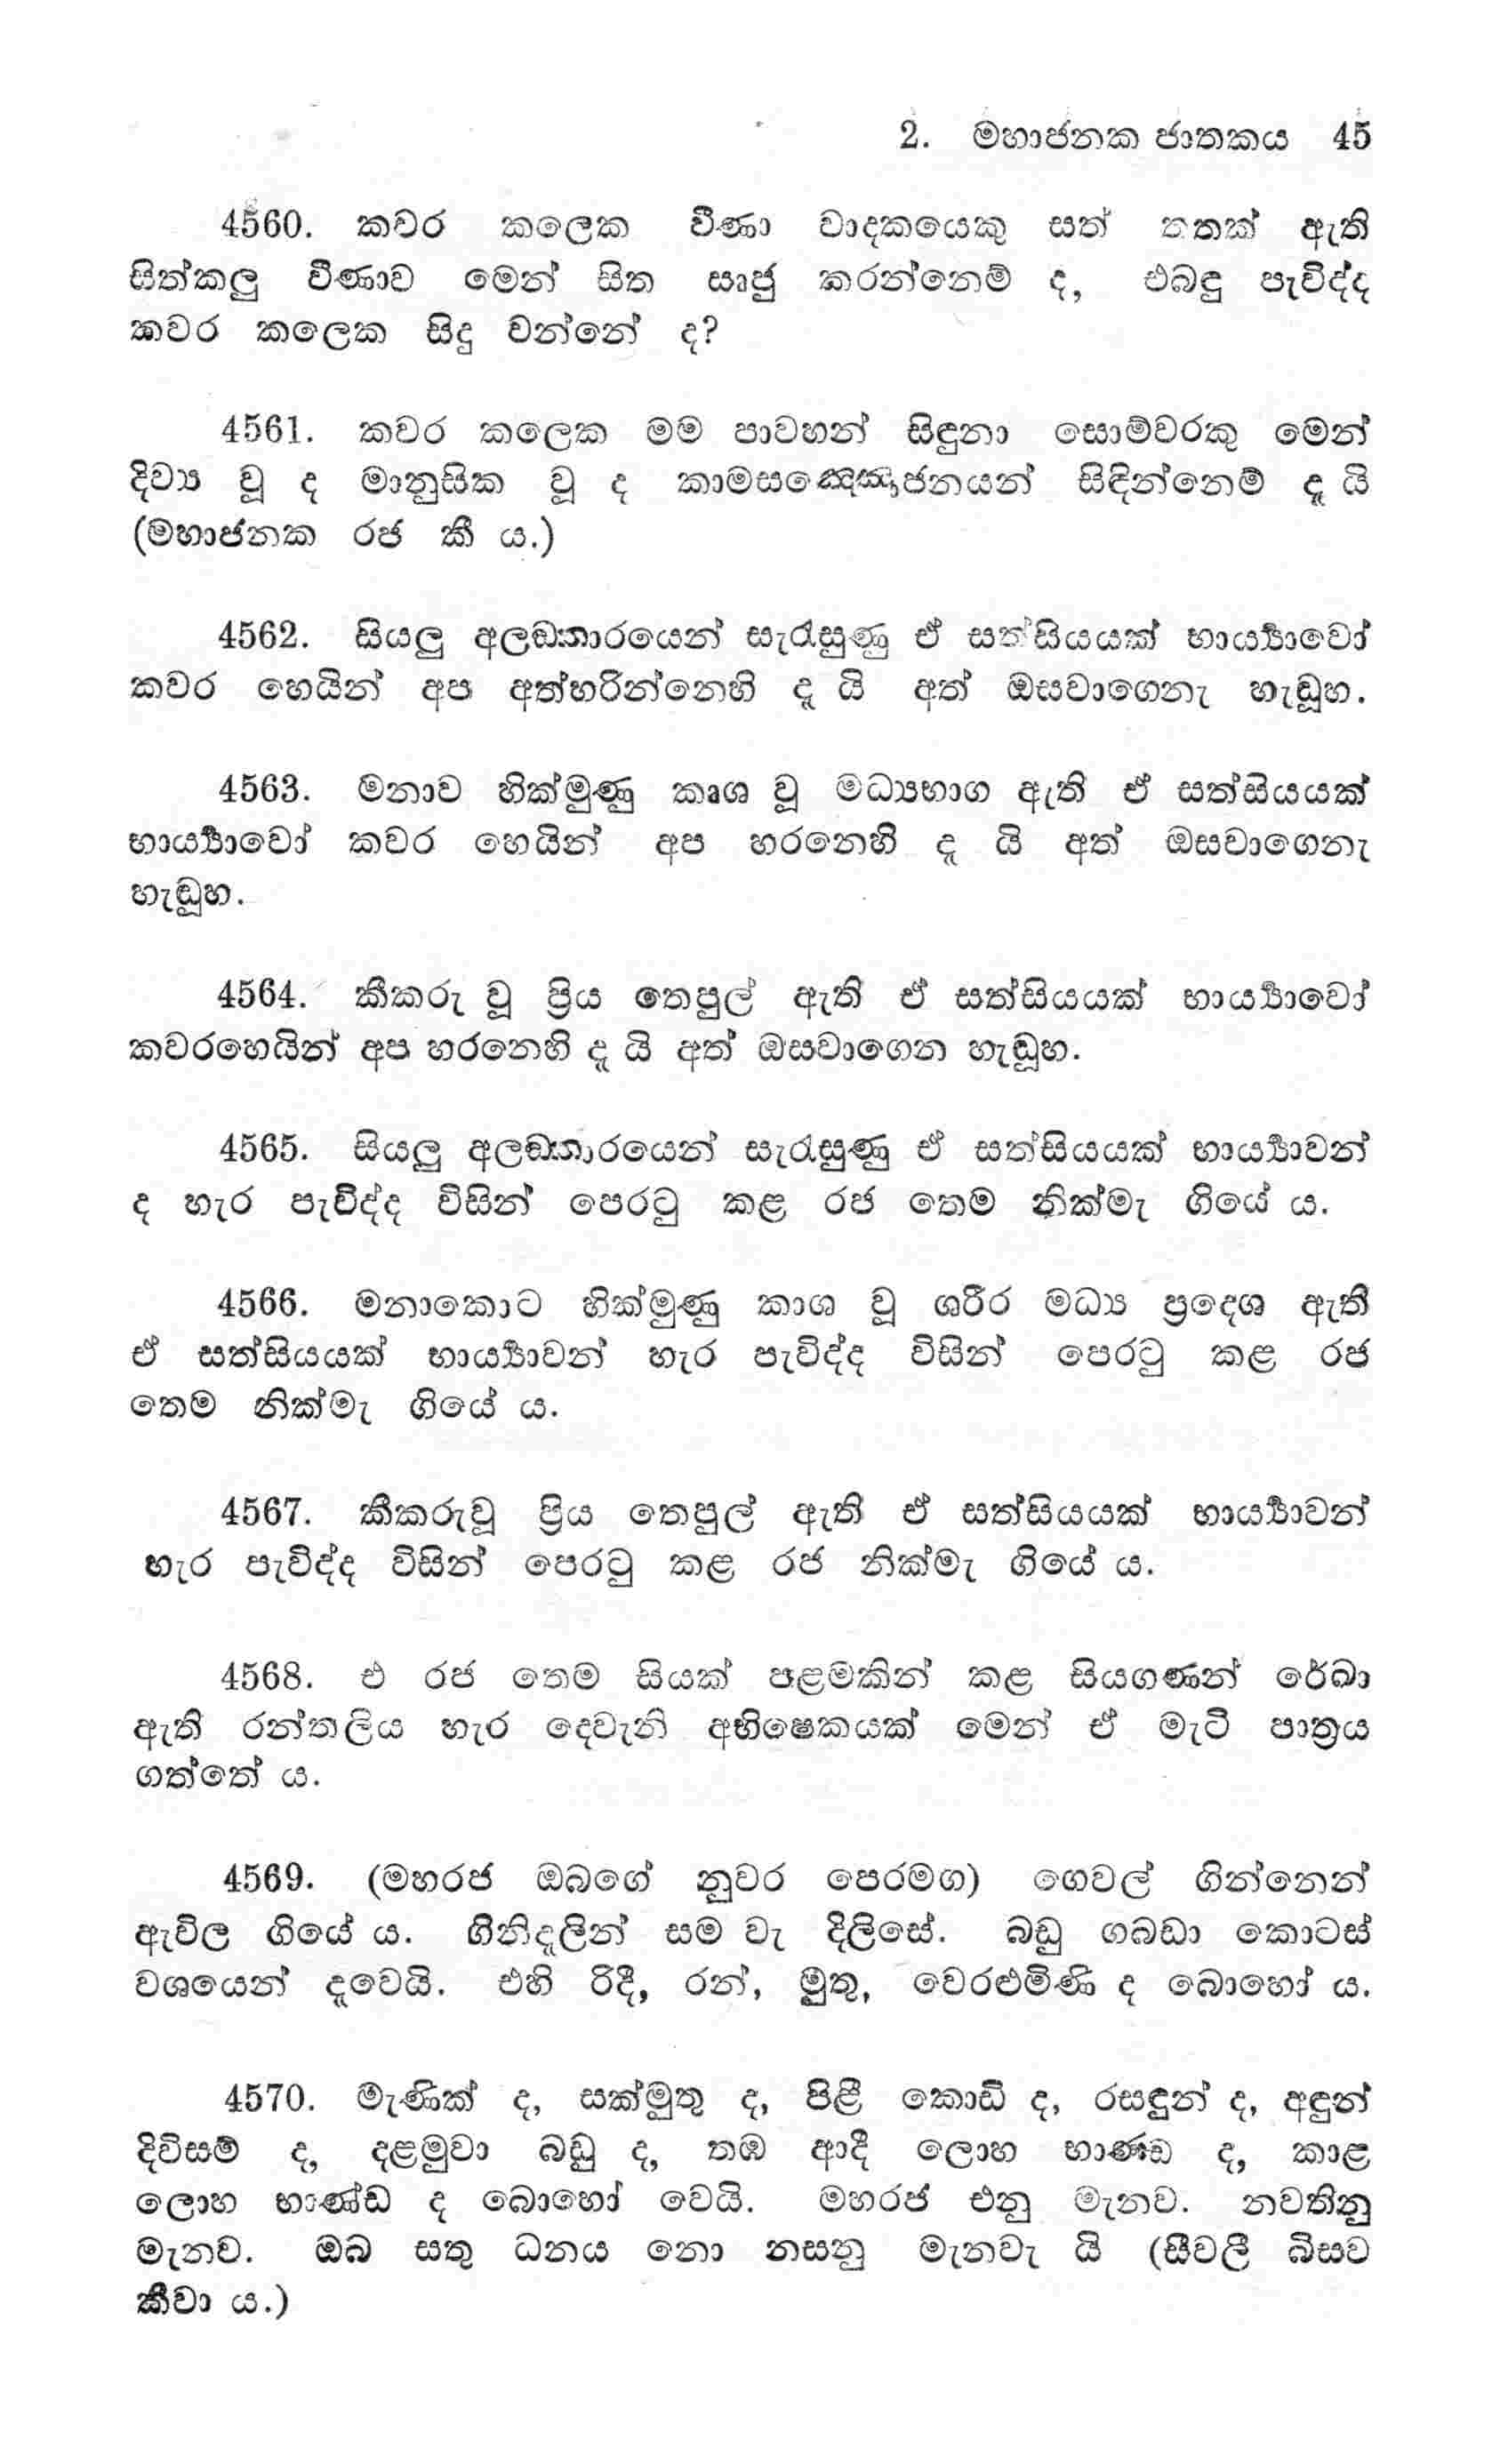 2. මහාජනක ජාතකය 45
4560. කවර කලෙක වීණා වාදකයෙකු සත් තතක් ඇති
සිත්කලු වීණාව මෙන් සිත සෘජු කරන්නෙම් ද, එබඳු පැවිද්ද
කවර කලෙක සිදු වන්නේ ද?
4561. කවර කලෙක මම පාවහන් සිඳුනා සොම්වරකු මෙන්
දිව්‍ය වූ ද මානුසික වූ ද කාමසංඤෝජනයන් සිඳින්නෙම් දැ යි
(මහාජනක රජ කී ය.)
4562. සියලු අලඞ්කාරයෙන් සැරැසුණු ඒ සත්සියයක් භාර්‍ය්‍යාවෝ
කවර හෙයින් අප අත්හරින්නෙහි දැ යි අත් ඔසවාගෙනැ හැඬූහ.
4563. මනාව හික්මුණු කෘශ වූ මධ්‍යභාග ඇති ඒ සත්සියයක්
භාර්‍ය්‍යාවෝ කවර හෙයින් අප හරනෙහි දැ යි අත් ඔසවාගෙනැ
හැඬූහ.
4564. කීකරු වූ ප්‍රිය තෙපුල් ඇති ඒ සත්සියයක් භාර්‍ය්‍යාවෝ
කවරහෙයින් අප හරනෙහි දැ යි අත් ඔසවාගෙන හැඬූහ.
4565. සියලු අලඞ්කාරයෙන් සැරැසුණු ඒ සත්සියයක් භාර්‍ය්‍යාවන්
ද හැර පැවිද්ද විසින් පෙරටු කළ රජ තෙම නික්මැ ගියේ ය.
4566. මනාකොට හික්මුණු කාශ වූ ශරීර මධ්‍ය ප්‍රදෙශ ඇති
ඒ සත්සියයක් භාර්‍ය්‍යාවන් හැර පැවිද්ද විසින් පෙරටු කළ රජ
තෙම නික්මැ ගියේ ය.
4567. කීකරුවූ ප්‍රිය තෙපුල් ඇති ඒ සත්සියයක් භාර්‍ය්‍යාවන්
හැර පැවිද්ද විසින් පෙරටු කළ රජ නික්මැ ගියේ ය.
4568. එ රජ තෙම සියක් පළමකින් කළ සියගණන් රේඛා
ඇති රන්තලිය හැර දෙවැනි අභිෂෙකයක් මෙන් ඒ මැටි පාත්‍රය
ගත්තේ ය.
4569. (මහරජ ඔබගේ නුවර පෙරමග) ගෙවල් ගින්නෙන්
ඇවිල ගියේ ය. ගිනිදැලින් සම වැ දිලිසේ. බඩු ගබඩා කොටස්
වශයෙන් දැවෙයි. එහි රිදී, රන්, මුතු, වෙරළුමිණි ද බොහෝ ය.
4570. මැණික් ද, සක්මුතු ද, පිළී කොඩි ද, රසඳුන් ද, අඳුන්
දිවිසම් ද, දළමුවා බඩු ද, තඹ ආදී ලොහ භාණ්ඩ ද, කාළ
ලොහ භාණ්ඩ ද බොහෝ වෙයි. මහරජ එනු මැනව. නවතිනු
මැනව. ඔබ සතු ධනය නො නසනු මැනවැ යි (සීවලී බිසව
කීවා ය.)